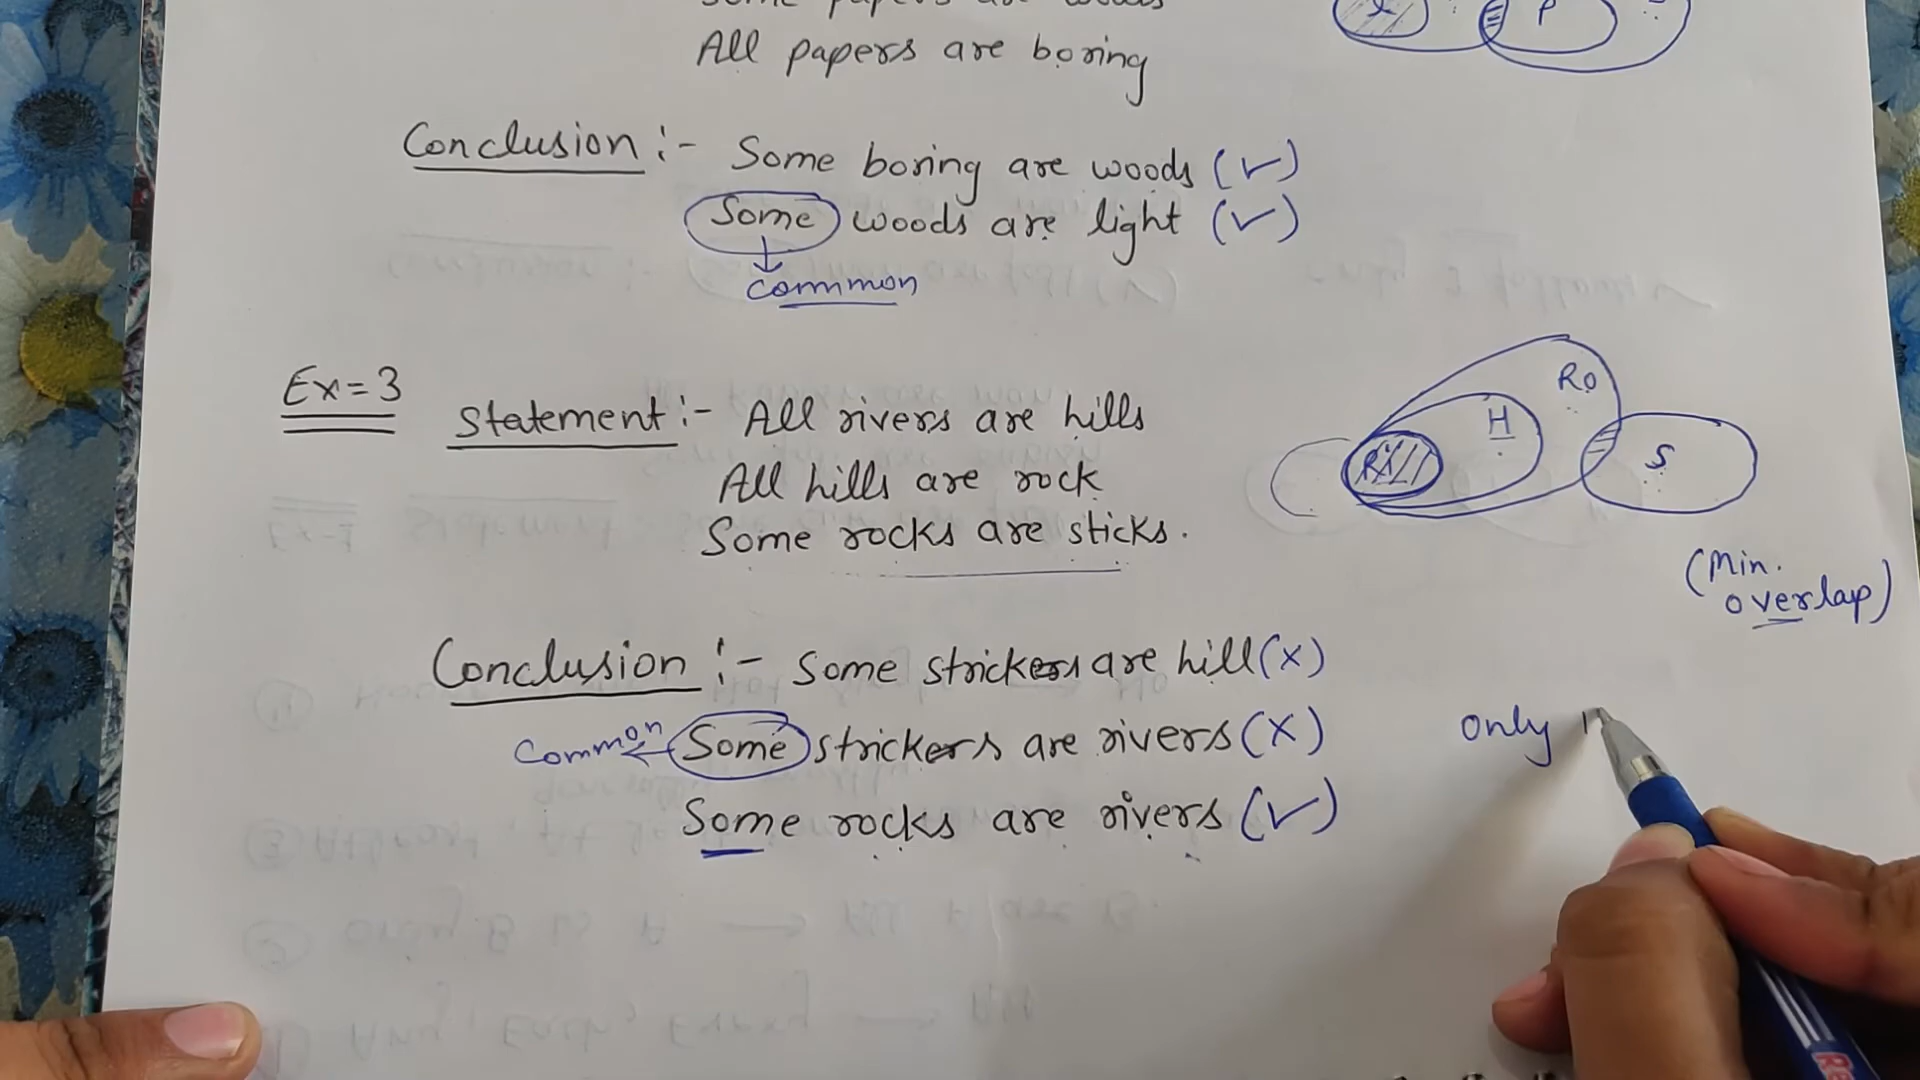 All papers are boring
Conclusion :- Some boring are woods (✓)
Some woods are light (✓)
common
P
Ex=3
Statement :- All rivers are hills
All hills are rock
Some rocks are sticks.
Ro
H
S
(Min. overlap)
Conclusion :- Some strickers are hill (x)
Common ← Some strickers are rivers (x)
Some rocks are rivers (✓)
only